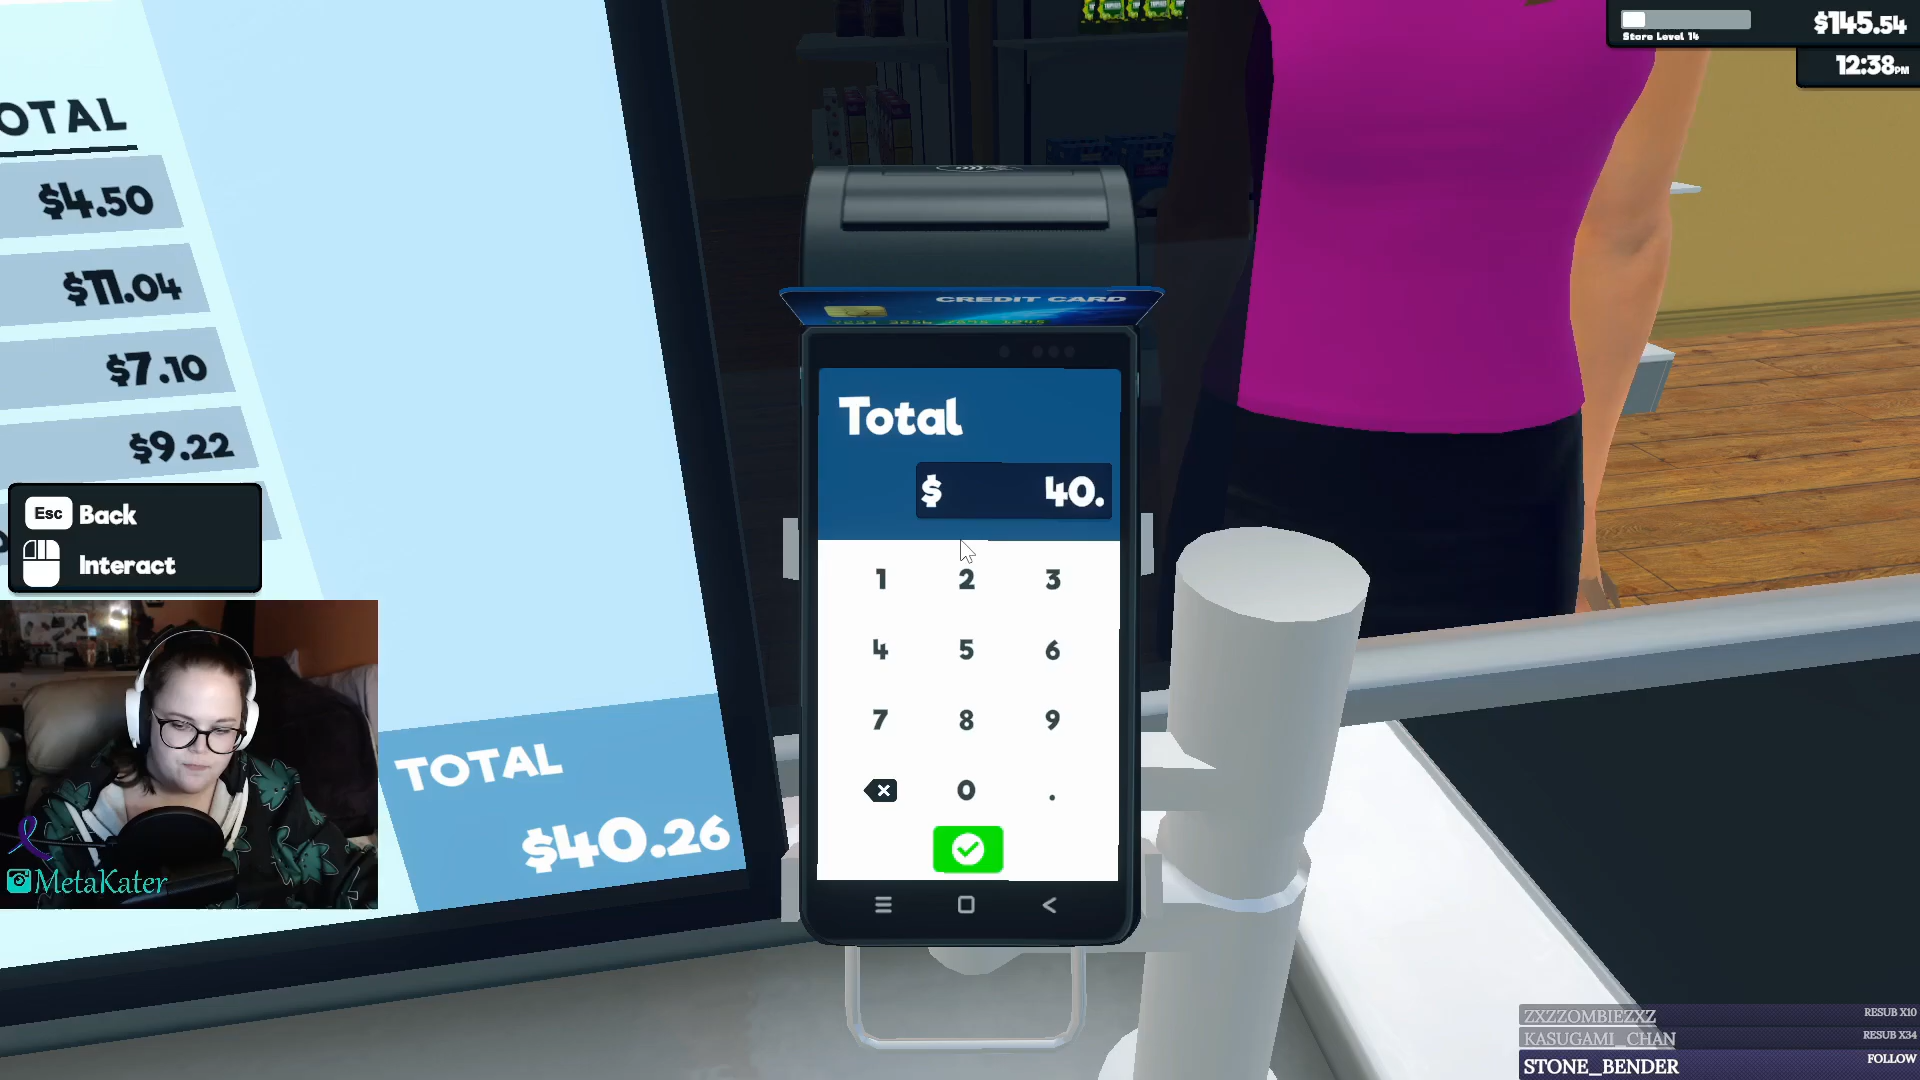 $145.54
Store Level 14
12:38PM
OTAL
$4.50
$11.04
$7.10
$9.22
CREDIT CARD
Total
$ 40.
1 2 3
4 5 6
7 8 9
0 .
Esc Back
Interact
TOTAL
$40.26
MetaKater
ZXZZOMBIEZXZ RESUB X10
KASUGAMI_CHAN RESUB X34
STONE_BENDER FOLLOW